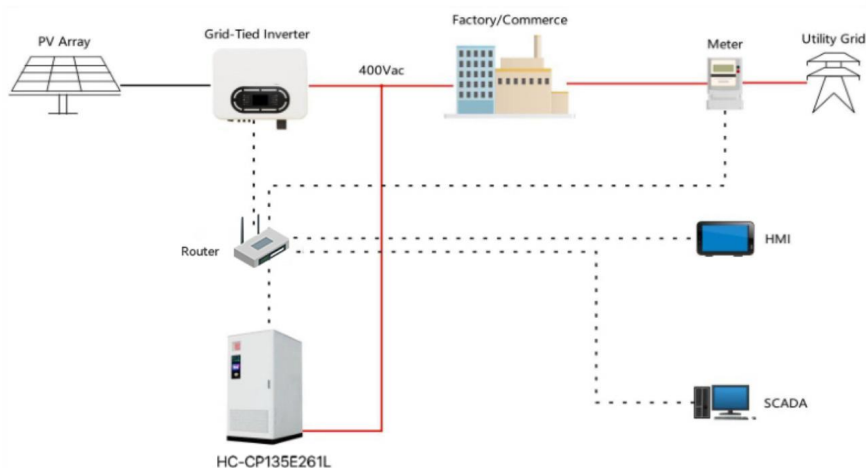 Factory/Commerce
Grid-Tied Inverter
PV Array
Meter
Utility Grid
400Vac
Router
HMI
SCADA
HC-CP135E261L